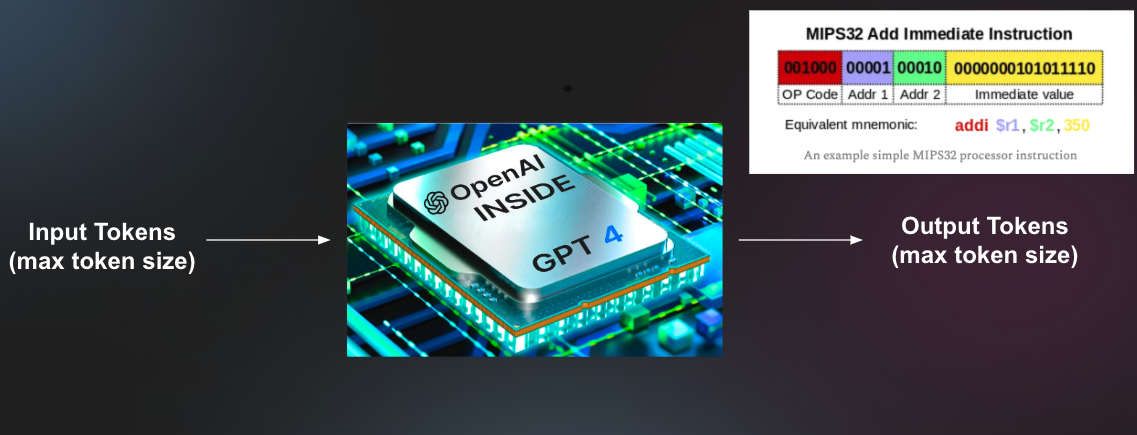 MIPS32 Add Immediate Instruction
001000 00001 00010 0000000101011110
OP Code Addr 1 Addr 2 Immediate value
Equivalent mnemonic: addi $r1, $r2, 350
An example simple MIPS32 processor instruction
OpenAI
INSIDE
GPT 4
Input Tokens
(max token size)
Output Tokens
(max token size)